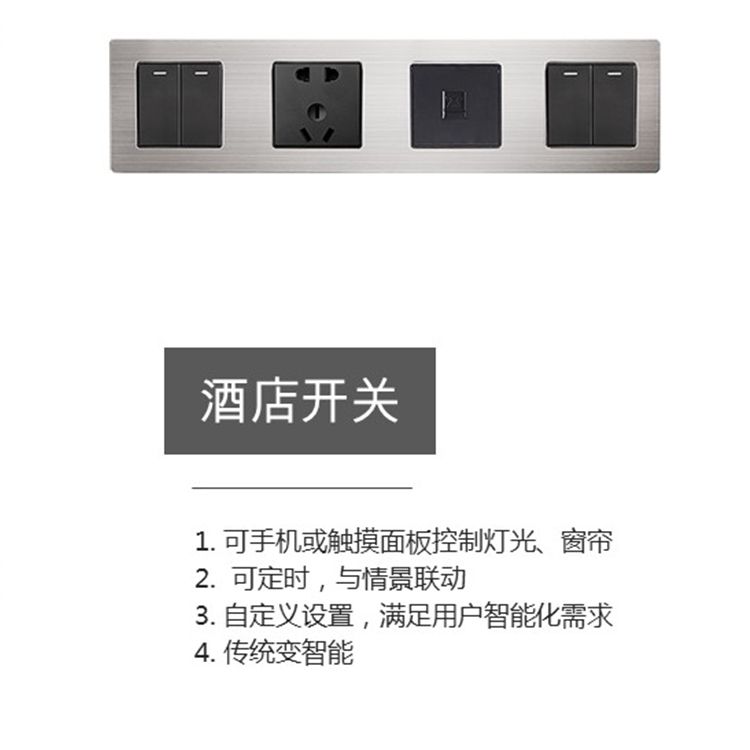 酒店开关
1. 可手机或触摸面板控制灯光、窗帘
2. 可定时，与情景联动
3. 自定义设置，满足用户智能化需求
4. 传统变智能